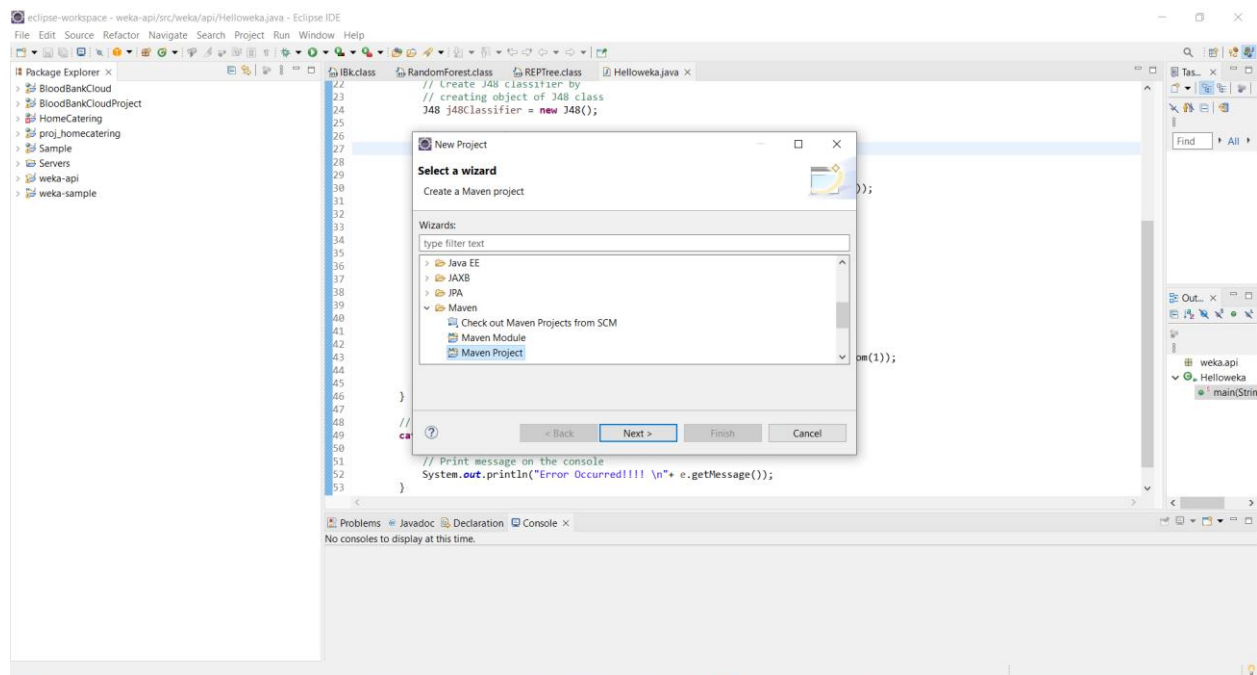 eclipse-workspace - weka-api/src/weka/api/Helloweka.java - Eclipse IDE
File Edit Source Refactor Navigate Search Project Run Window Help
Package Explorer
BloodBankCloud
BloodBankCloudProject
HomeCatering
proj_homecatering
Sample
Servers
weka-api
weka-sample
IBk.class RandomForest.class REPTree.class Helloweka.java
22 // Create J48 classifier by
23 // creating object of J48 class
24 J48 j48Classifier = new J48();
25
26
27
28
29
30 ));
31
32
33
34
35
36
37
38
39
40
41
42
43 om(1));
44
45
46 }
47
48 //
49 ca
50
51 // Print message on the console
52 System.out.println("Error Occurred!!!! \n"+ e.getMessage());
53 }
New Project
Select a wizard
Create a Maven project
Wizards:
type filter text
Java EE
JAXB
JPA
Maven
Check out Maven Projects from SCM
Maven Module
Maven Project
< Back Next > Finish Cancel
Problems Javadoc Declaration Console
No consoles to display at this time.
Tas...
Find All
Out...
weka.api
Helloweka
main(Strin